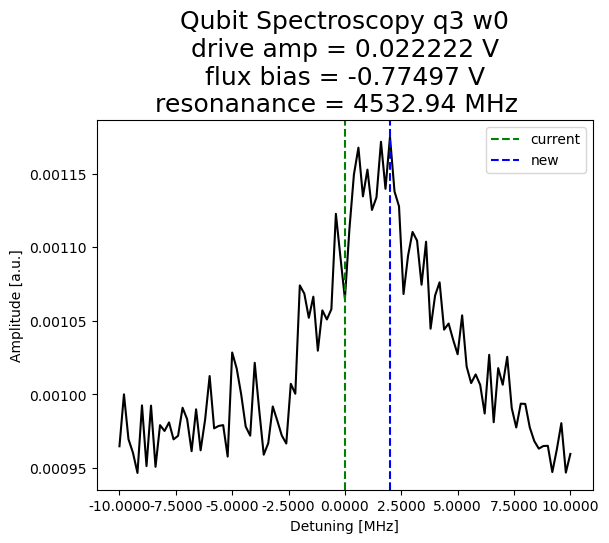 Qubit Spectroscopy q3 w0
drive amp = 0.022222 V
flux bias = -0.77497 V
resonanance = 4532.94 MHz
current
new
0.00115
0.00110
0.00105
0.00100
0.00095
Amplitude [a.u.]
-10.0000 -7.5000 -5.0000 -2.5000 0.0000 2.5000 5.0000 7.5000 10.0000
Detuning [MHz]